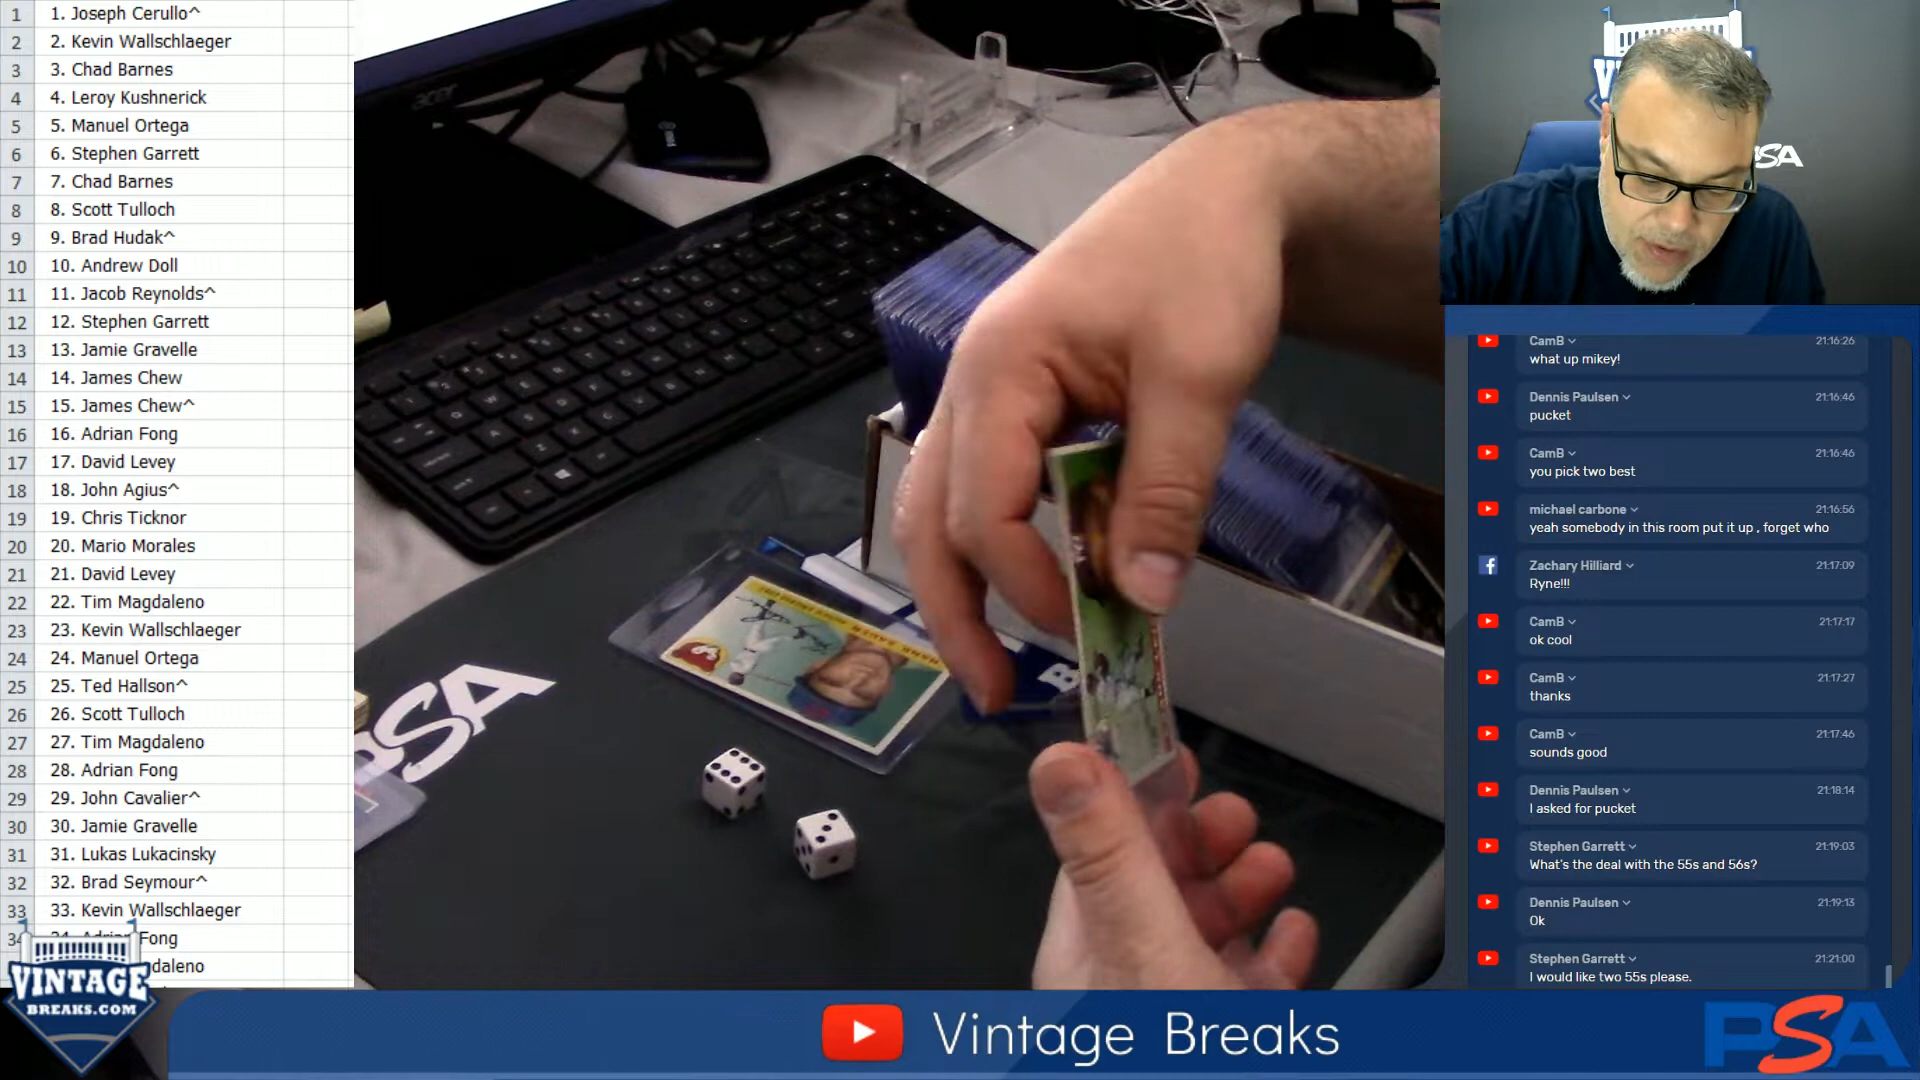 1 1. Joseph Cerullo^
2 2. Kevin Wallschlaeger
3 3. Chad Barnes
4 4. Leroy Kushnerick
5 5. Manuel Ortega
6 6. Stephen Garrett
7 7. Chad Barnes
8 8. Scott Tulloch
9 9. Brad Hudak^
10 10. Andrew Doll
11 11. Jacob Reynolds^
12 12. Stephen Garrett
13 13. Jamie Gravelle
14 14. James Chew
15 15. James Chew^
16 16. Adrian Fong
17 17. David Levey
18 18. John Agius^
19 19. Chris Ticknor
20 20. Mario Morales
21 21. David Levey
22 22. Tim Magdaleno
23 23. Kevin Wallschlaeger
24 24. Manuel Ortega
25 25. Ted Hallson^
26 26. Scott Tulloch
27 27. Tim Magdaleno
28 28. Adrian Fong
29 29. John Cavalier^
30 30. Jamie Gravelle
31 31. Lukas Lukacinsky
32 32. Brad Seymour^
33 33. Kevin Wallschlaeger
34 34. Adrian Fong
daleno
VINTAGE
BREAKS.COM
acer
PSA
HANK SAUER
B
SA
CamB 21:16:26
what up mikey!
Dennis Paulsen 21:16:46
pucket
CamB 21:16:46
you pick two best
michael carbone 21:16:56
yeah somebody in this room put it up , forget who
Zachary Hilliard 21:17:09
Ryne!!!
CamB 21:17:17
ok cool
CamB 21:17:27
thanks
CamB 21:17:46
sounds good
Dennis Paulsen 21:18:14
I asked for pucket
Stephen Garrett 21:19:03
What's the deal with the 55s and 56s?
Dennis Paulsen 21:19:13
Ok
Stephen Garrett 21:21:00
I would like two 55s please.
Vintage Breaks
PSA